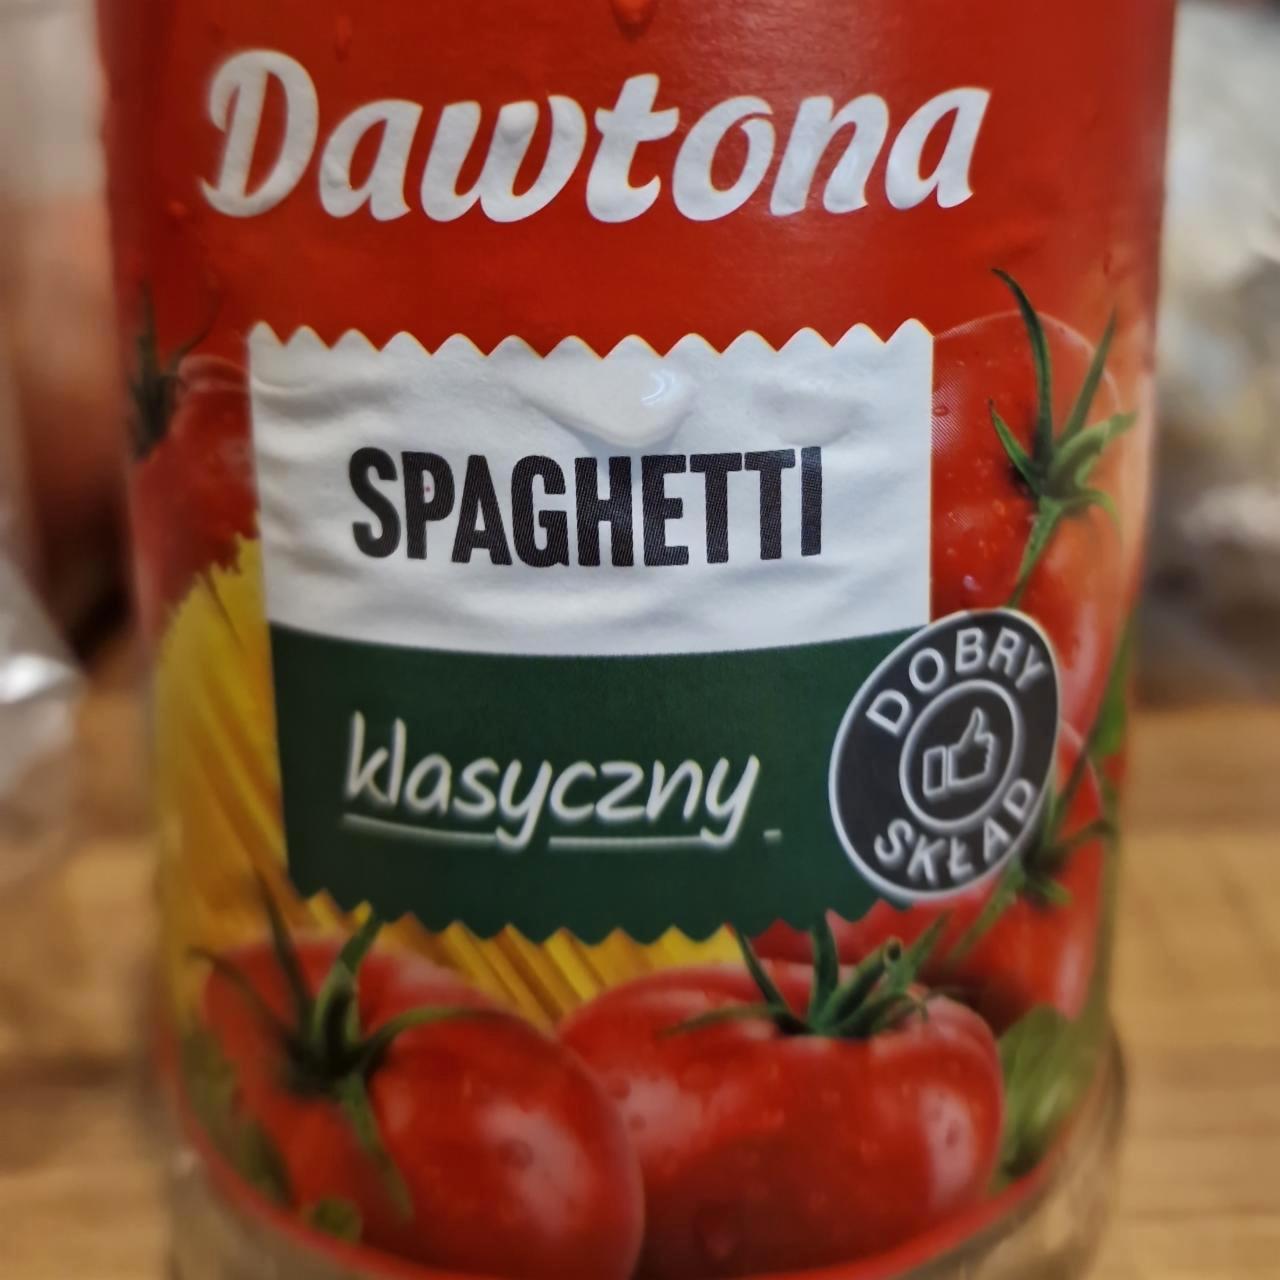 Dawtona
SPAGHETTI
klasyczny
DOBRY
SKŁAD